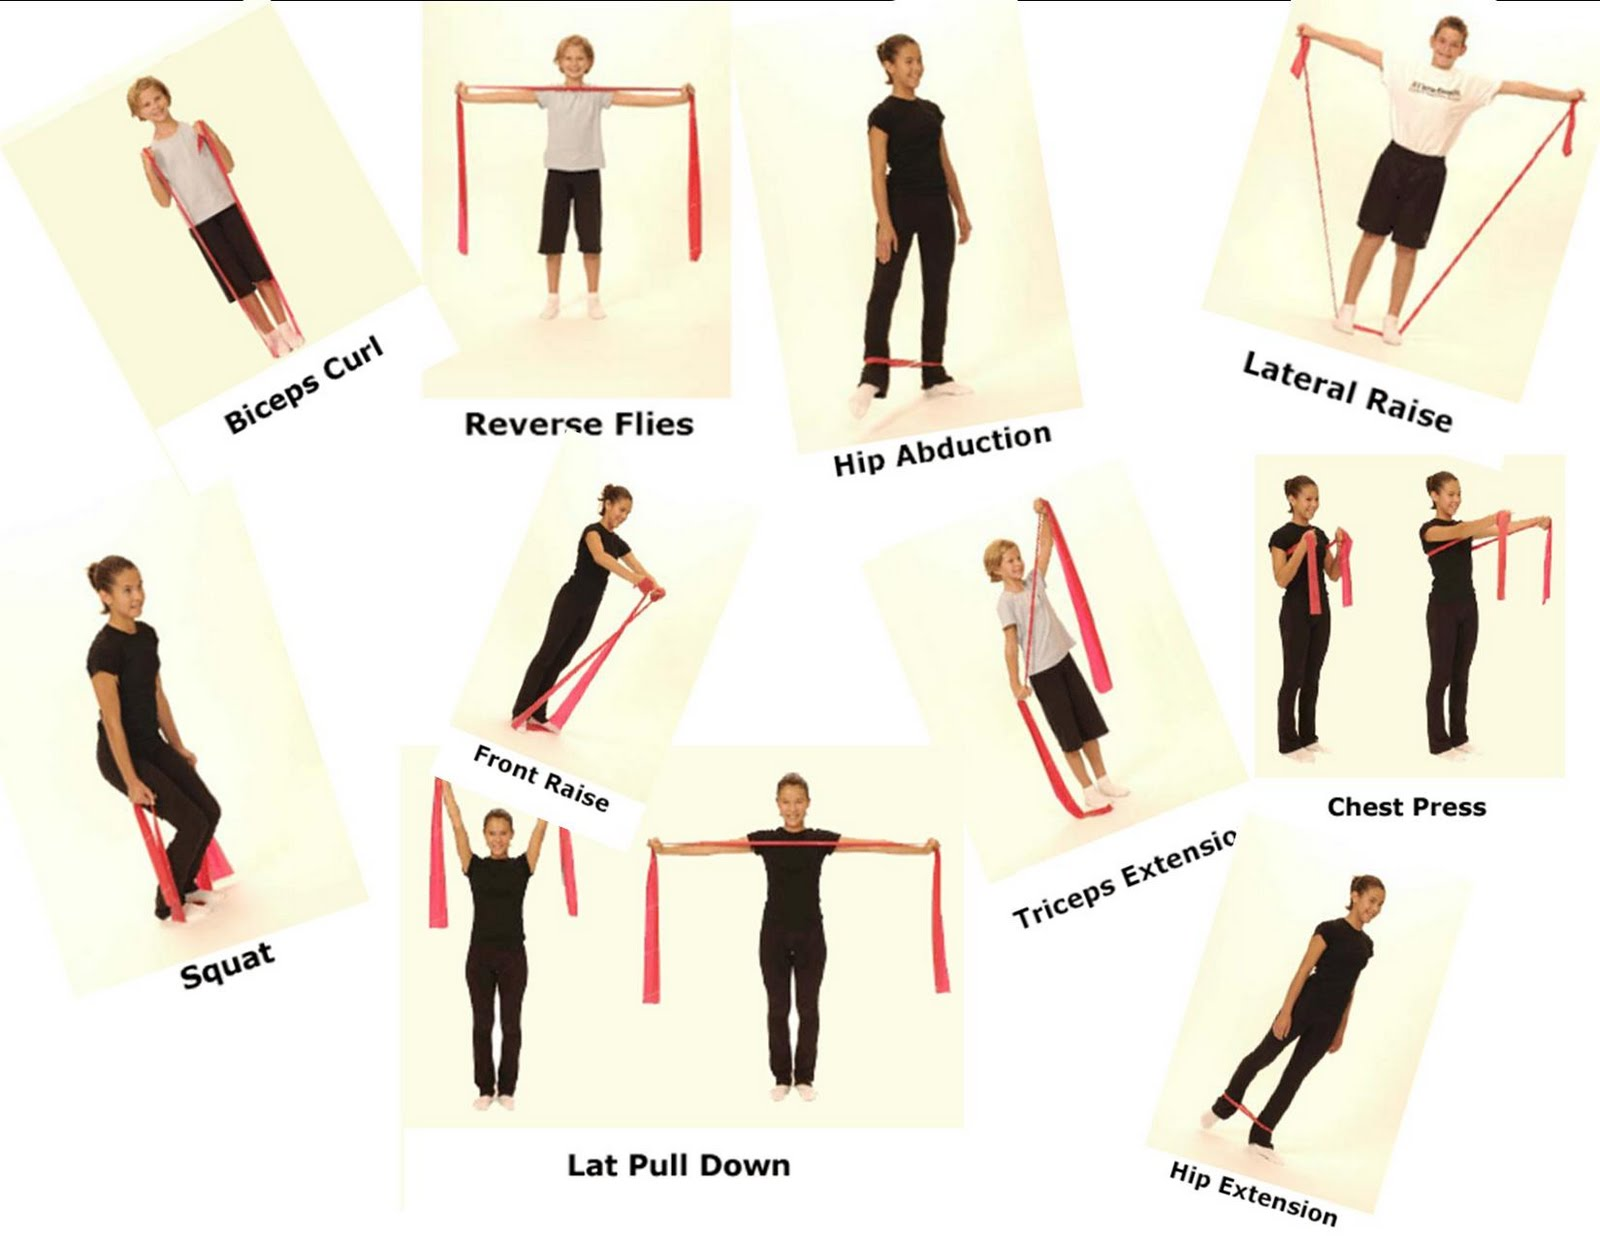 Biceps Curl
Reverse Flies
Hip Abduction
Lateral Raise
Squat
Front Raise
Triceps Extensio
Chest Press
Lat Pull Down
Hip Extension